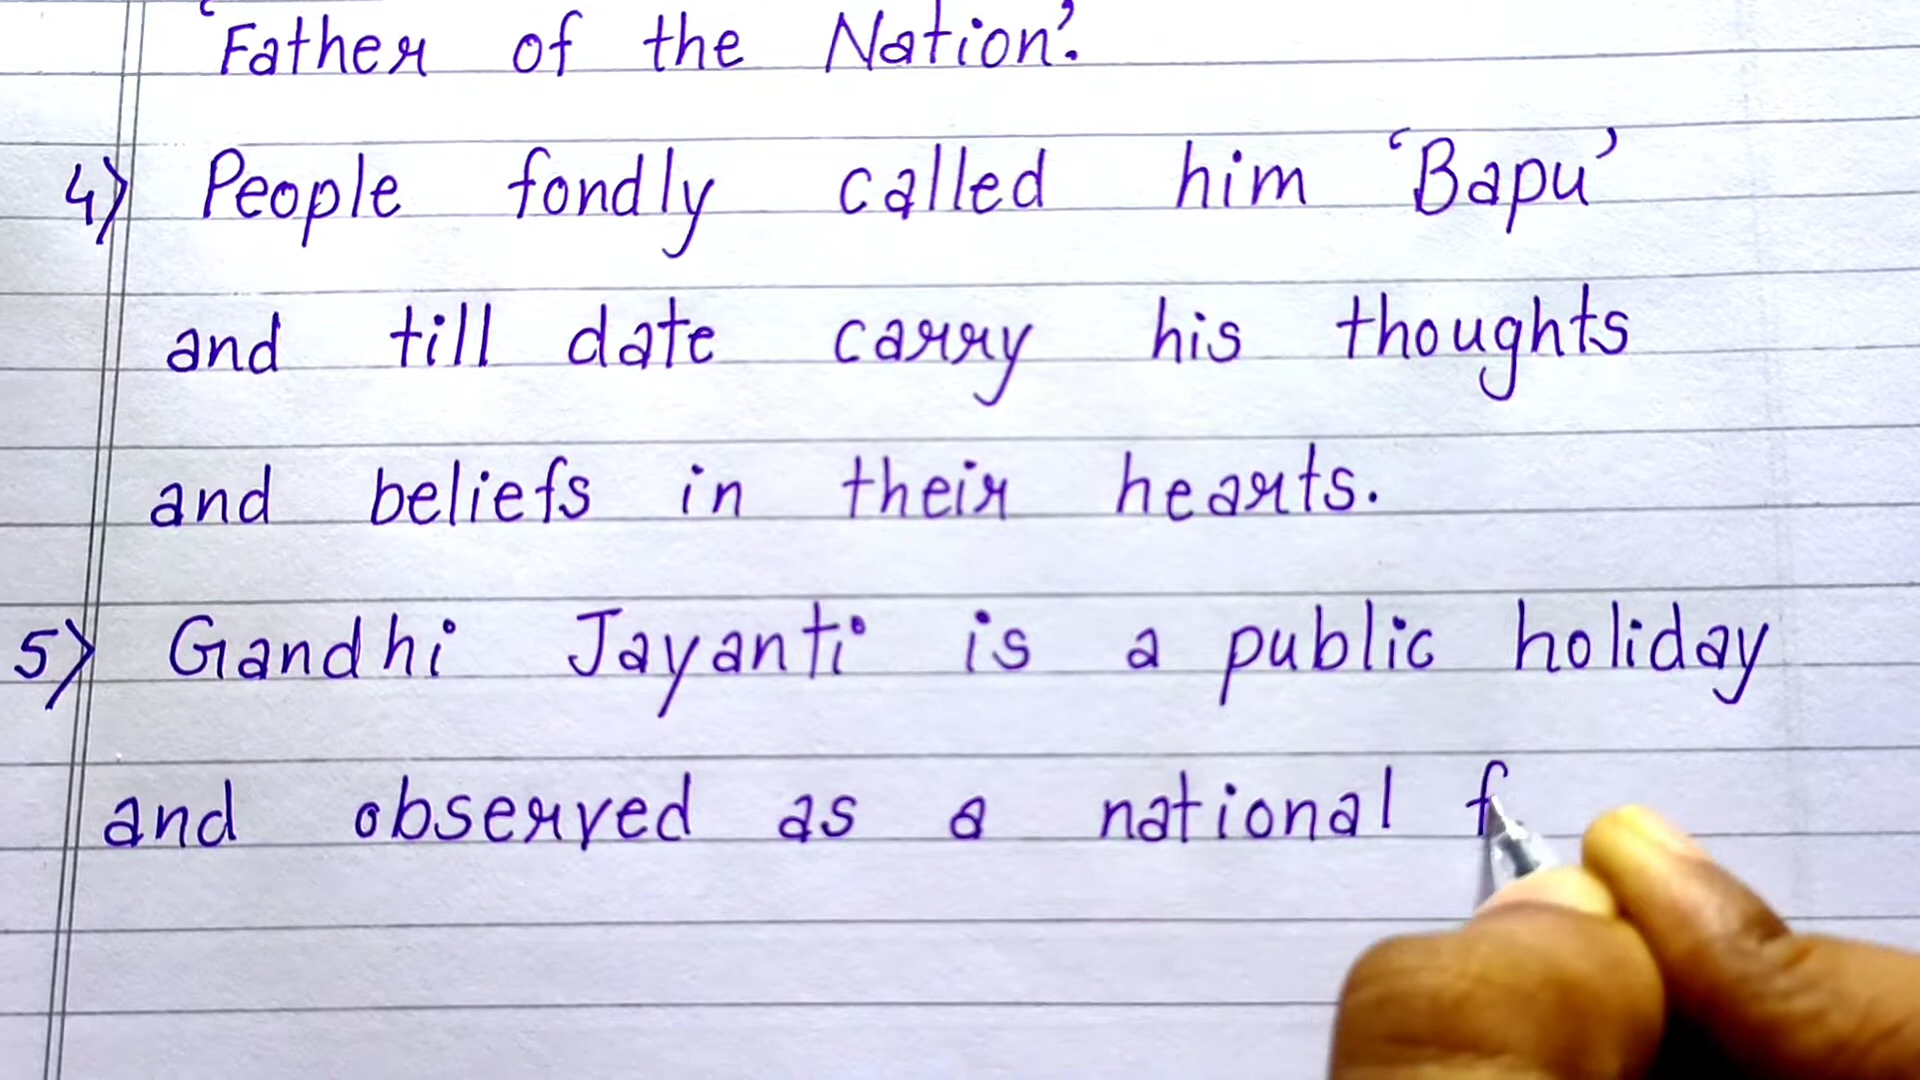 'Father of the Nation'.
4) People fondly called him 'Bapu'
and till date carry his thoughts
and beliefs in their hearts.
5) Gandhi Jayanti is a public holiday
and observed as a national f